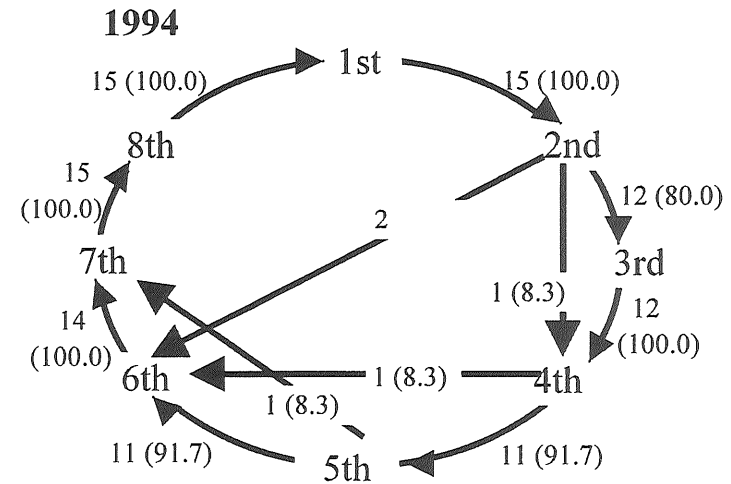 1994
1st
15 (100.0)
15 (100.0)
8th
2nd
15
(100.0)
12 (80.0)
2
7th
3rd
1 (8.3)
12
(100.0)
14
(100.0)
6th
1 (8.3)
4th
1 (8.3)
11 (91.7)
11 (91.7)
5th